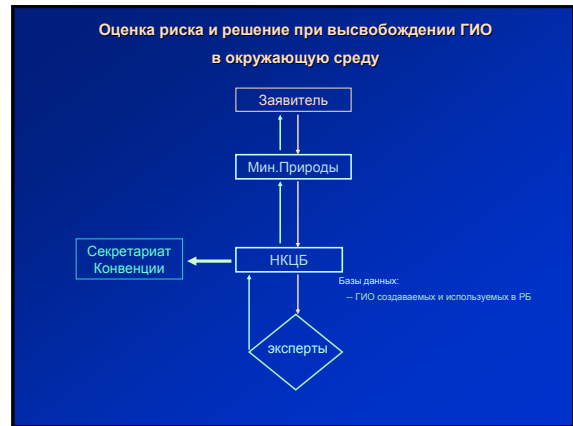 Оценка риска и решение при высвобождении ГИО
в окружающую среду
Заявитель
Мин.Природы
Секретариат
Конвенции
НКЦБ
Базы данных:
-- ГИО создаваемых и используемых в РБ
эксперты